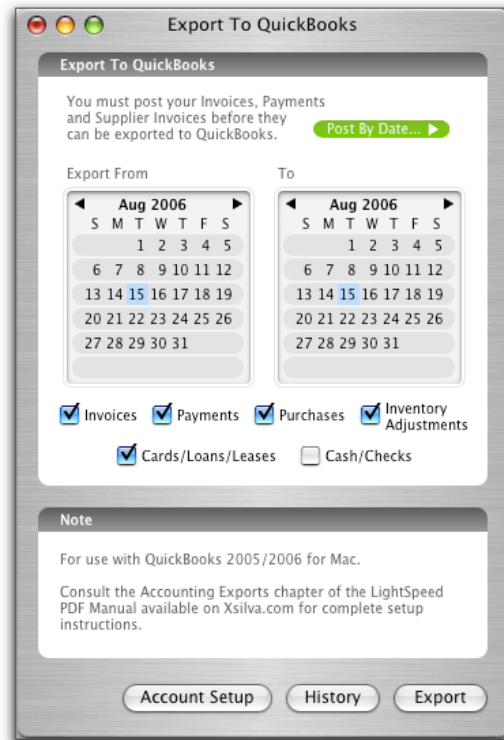 Export To QuickBooks
Export To QuickBooks
You must post your Invoices, Payments
and Supplier Invoices before they
can be exported to QuickBooks.
Post By Date...
Export From
Aug 2006
S M T W T F S
1 2 3 4 5
6 7 8 9 10 11 12
13 14 15 16 17 18 19
20 21 22 23 24 25 26
27 28 29 30 31
To
Aug 2006
S M T W T F S
1 2 3 4 5
6 7 8 9 10 11 12
13 14 15 16 17 18 19
20 21 22 23 24 25 26
27 28 29 30 31
Invoices Payments Purchases Inventory
Adjustments
Cards/Loans/Leases Cash/Checks
Note
For use with QuickBooks 2005/2006 for Mac.
Consult the Accounting Exports chapter of the LightSpeed
PDF Manual available on Xsilva.com for complete setup
instructions.
Account Setup History Export